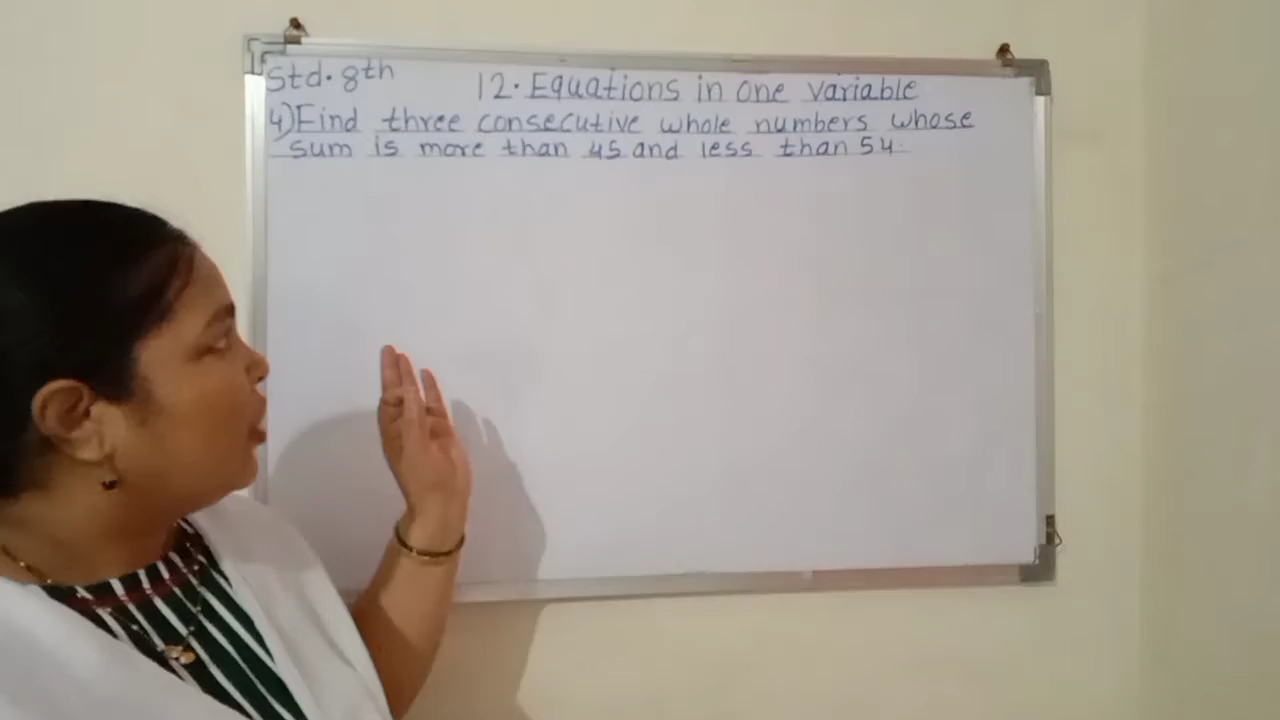 Std. 8th
12. Equations in one variable
4) Find three consecutive whole numbers whose
sum is more than 45 and less than 54.